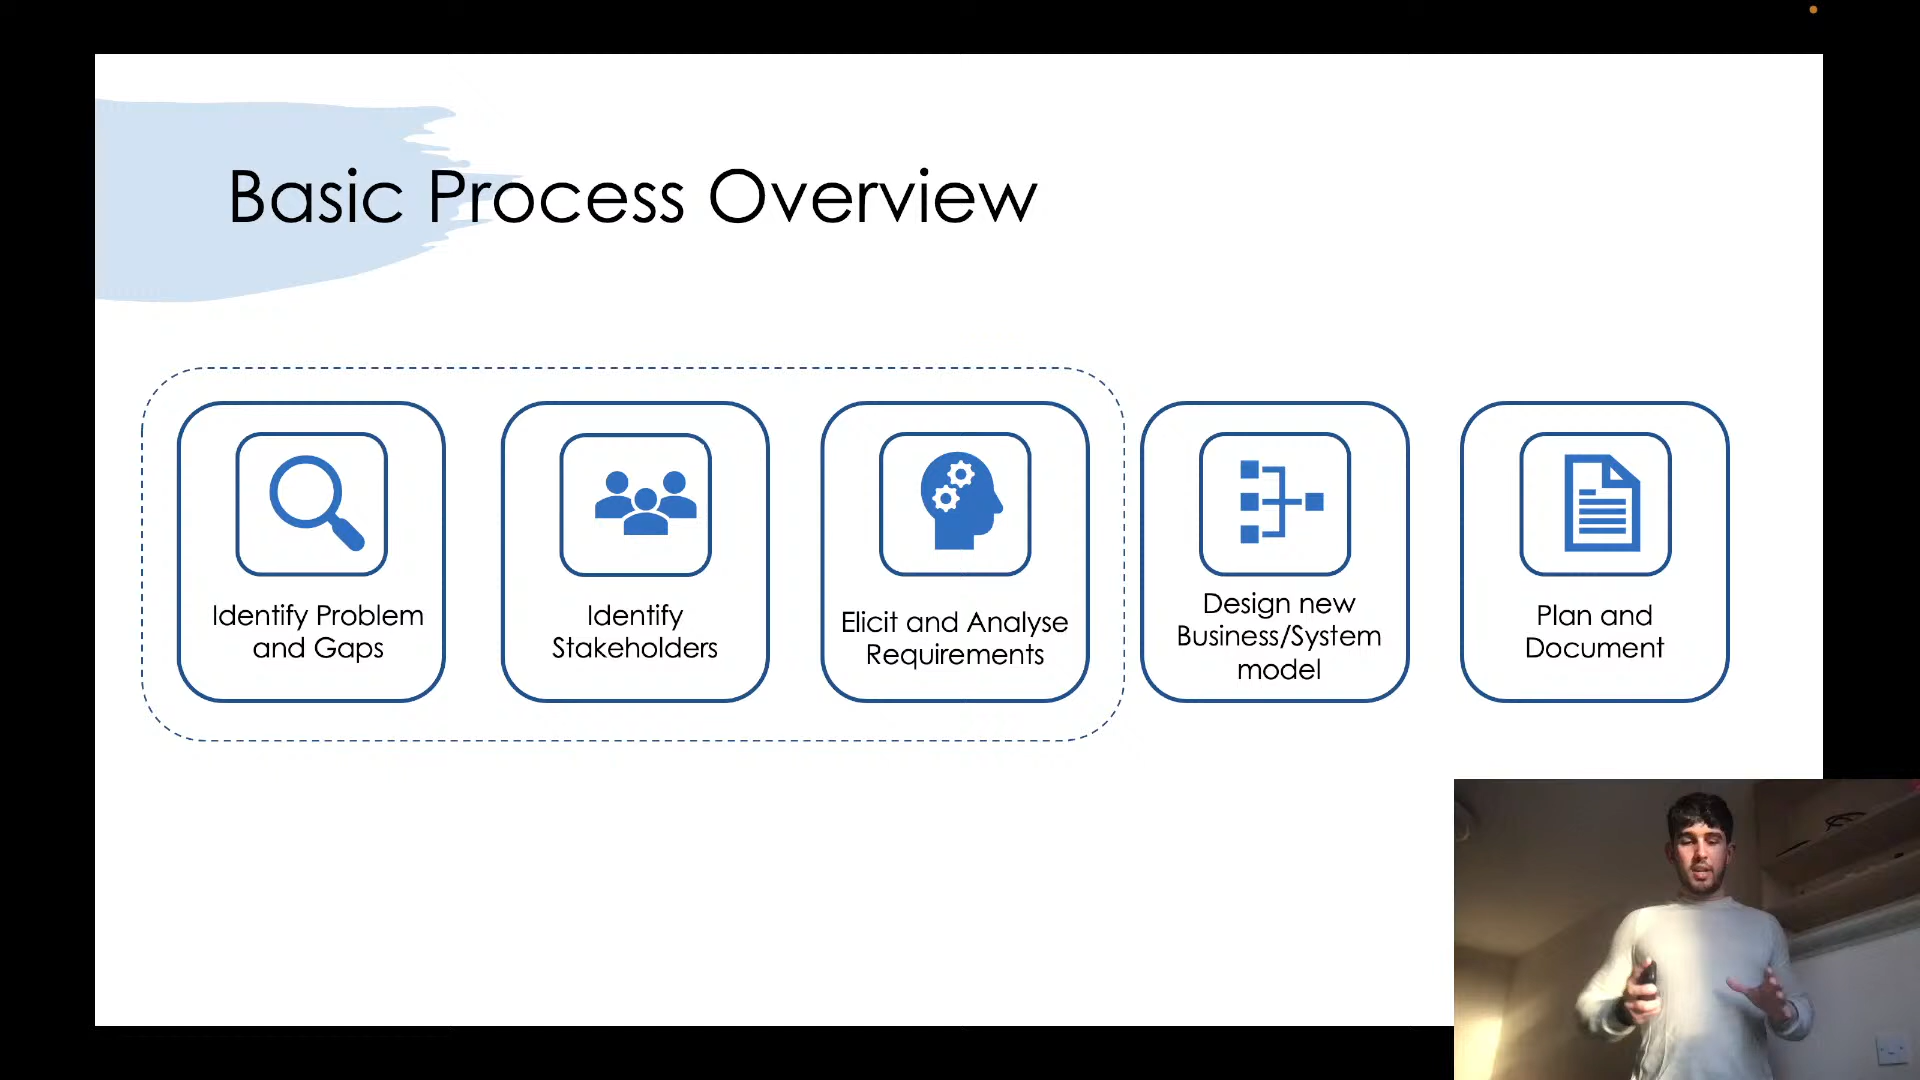 Basic Process Overview
Identify Problem
and Gaps
Identify
Stakeholders
Elicit and Analyse
Requirements
Design new
Business/System
model
Plan and
Document